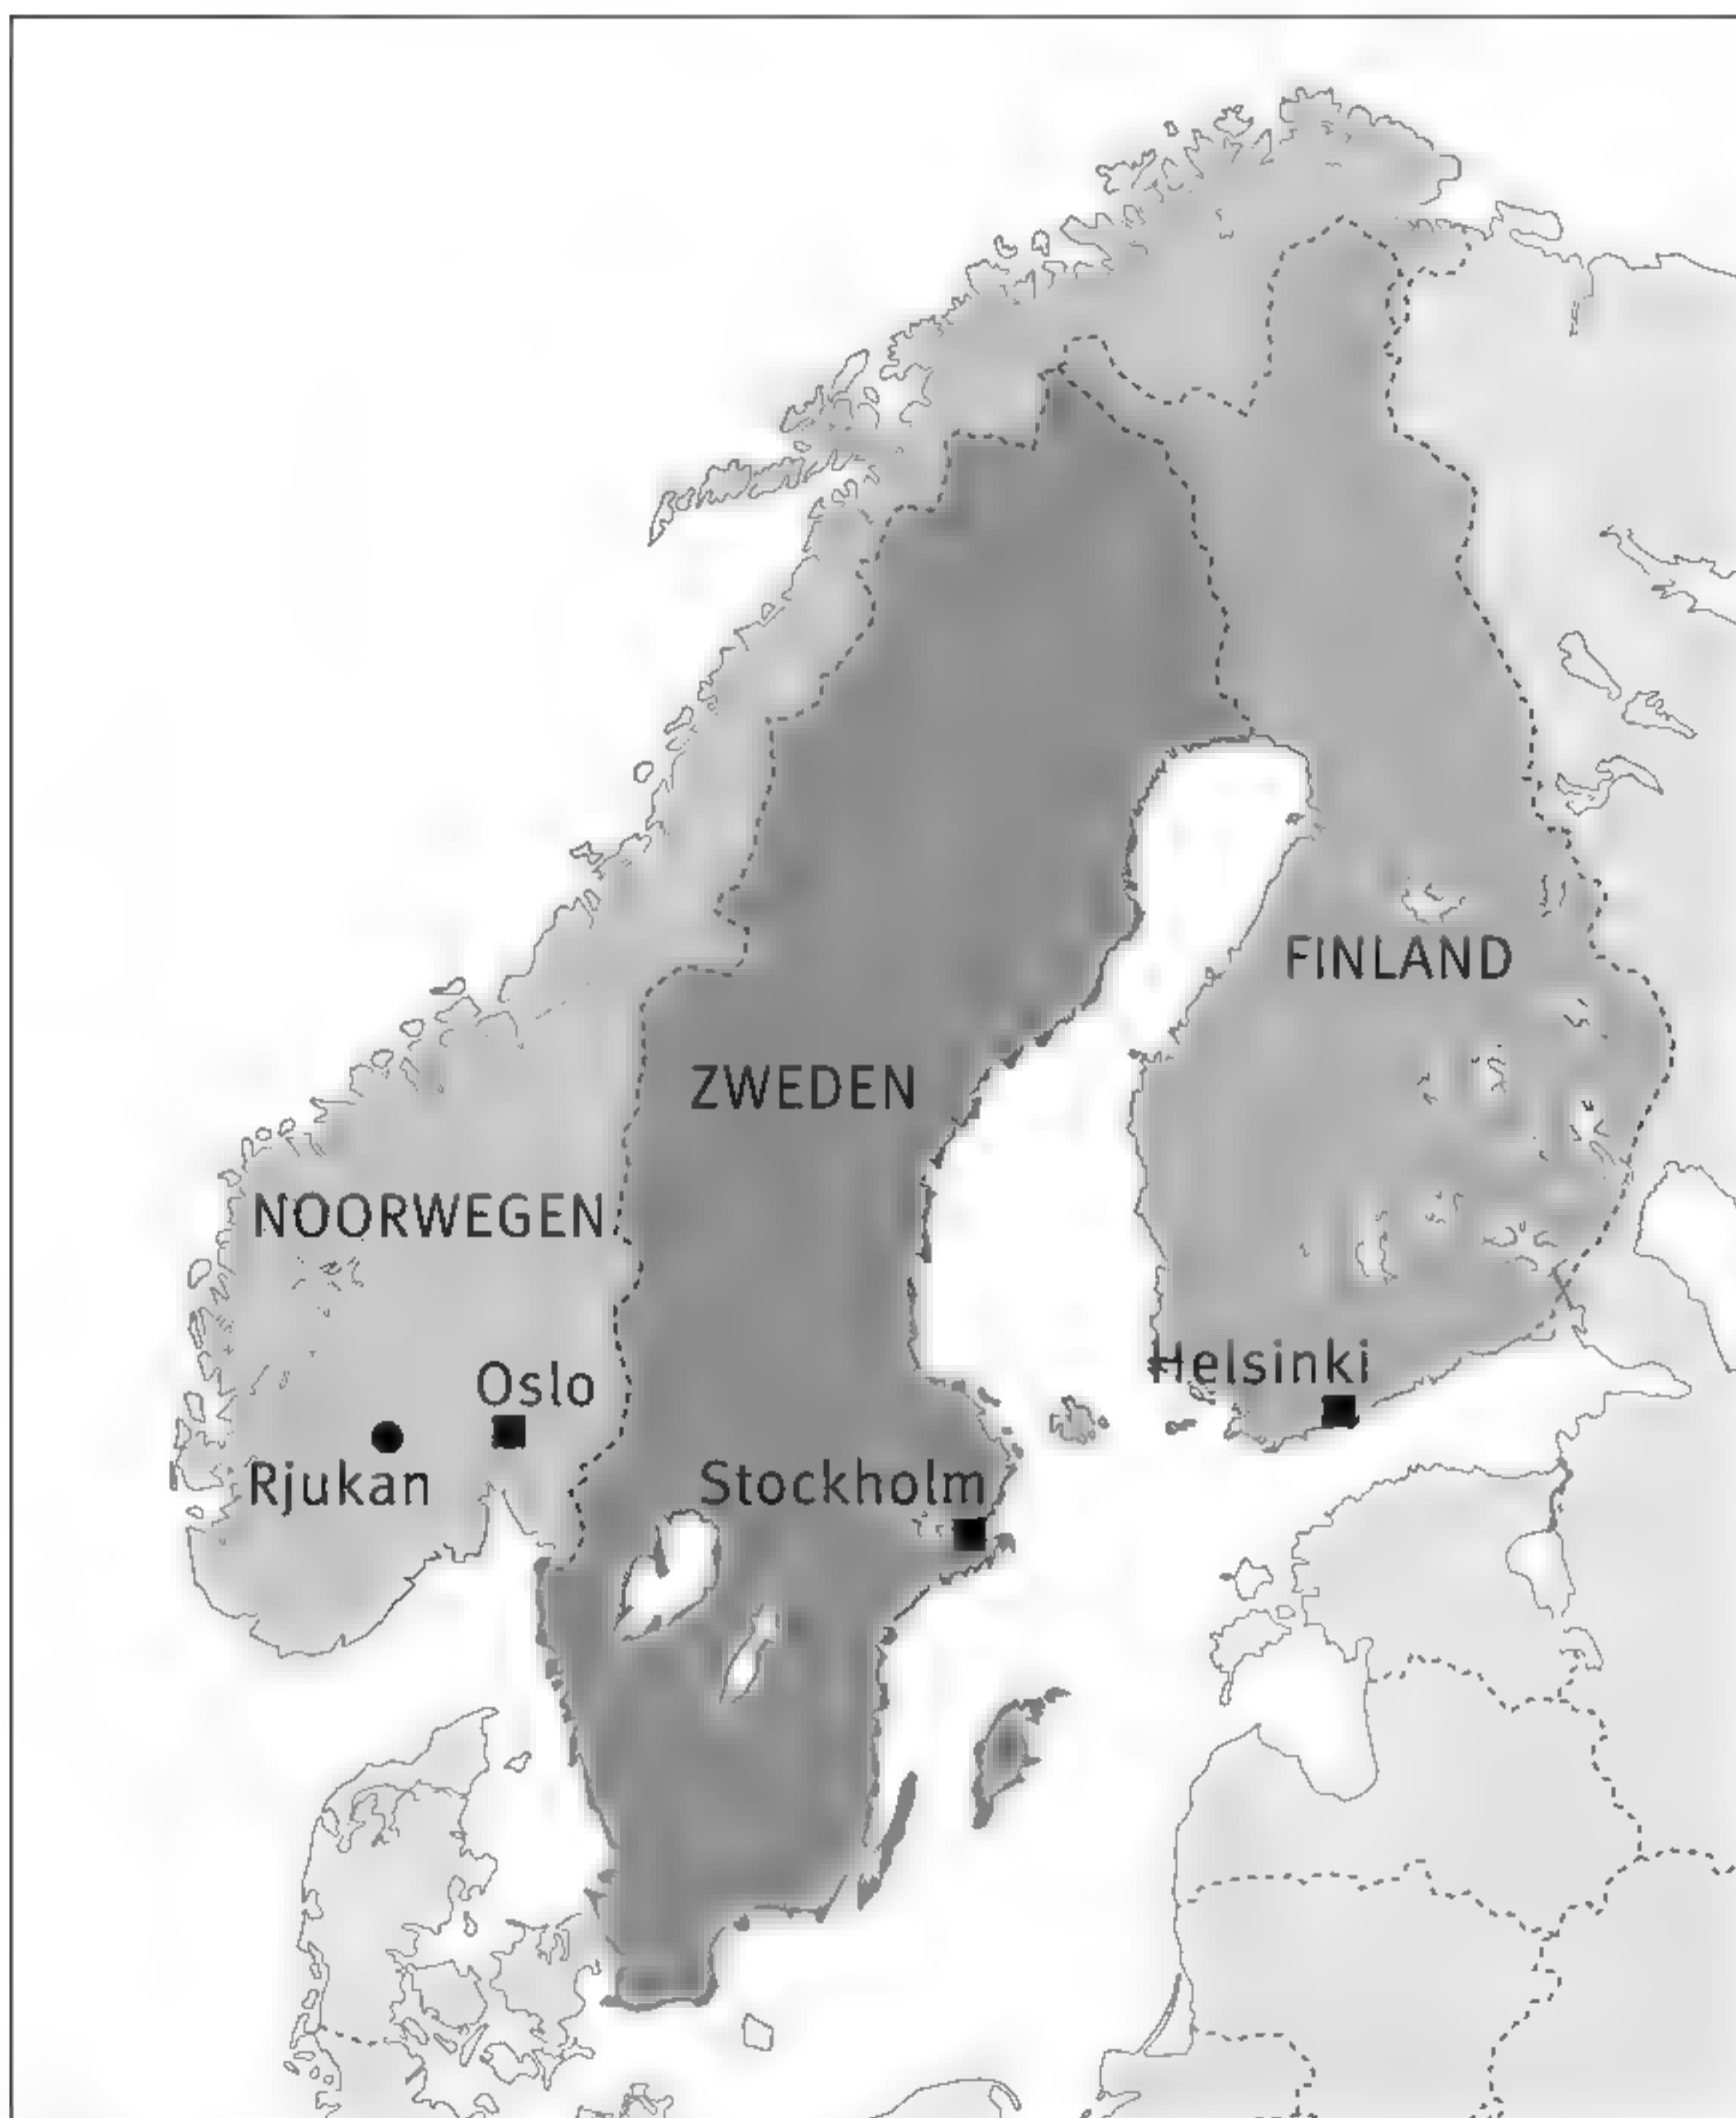 FINLAND
ZWEDEN
NOORWEGEN
Helsinki
Oslo
Rjukan
Stockholm